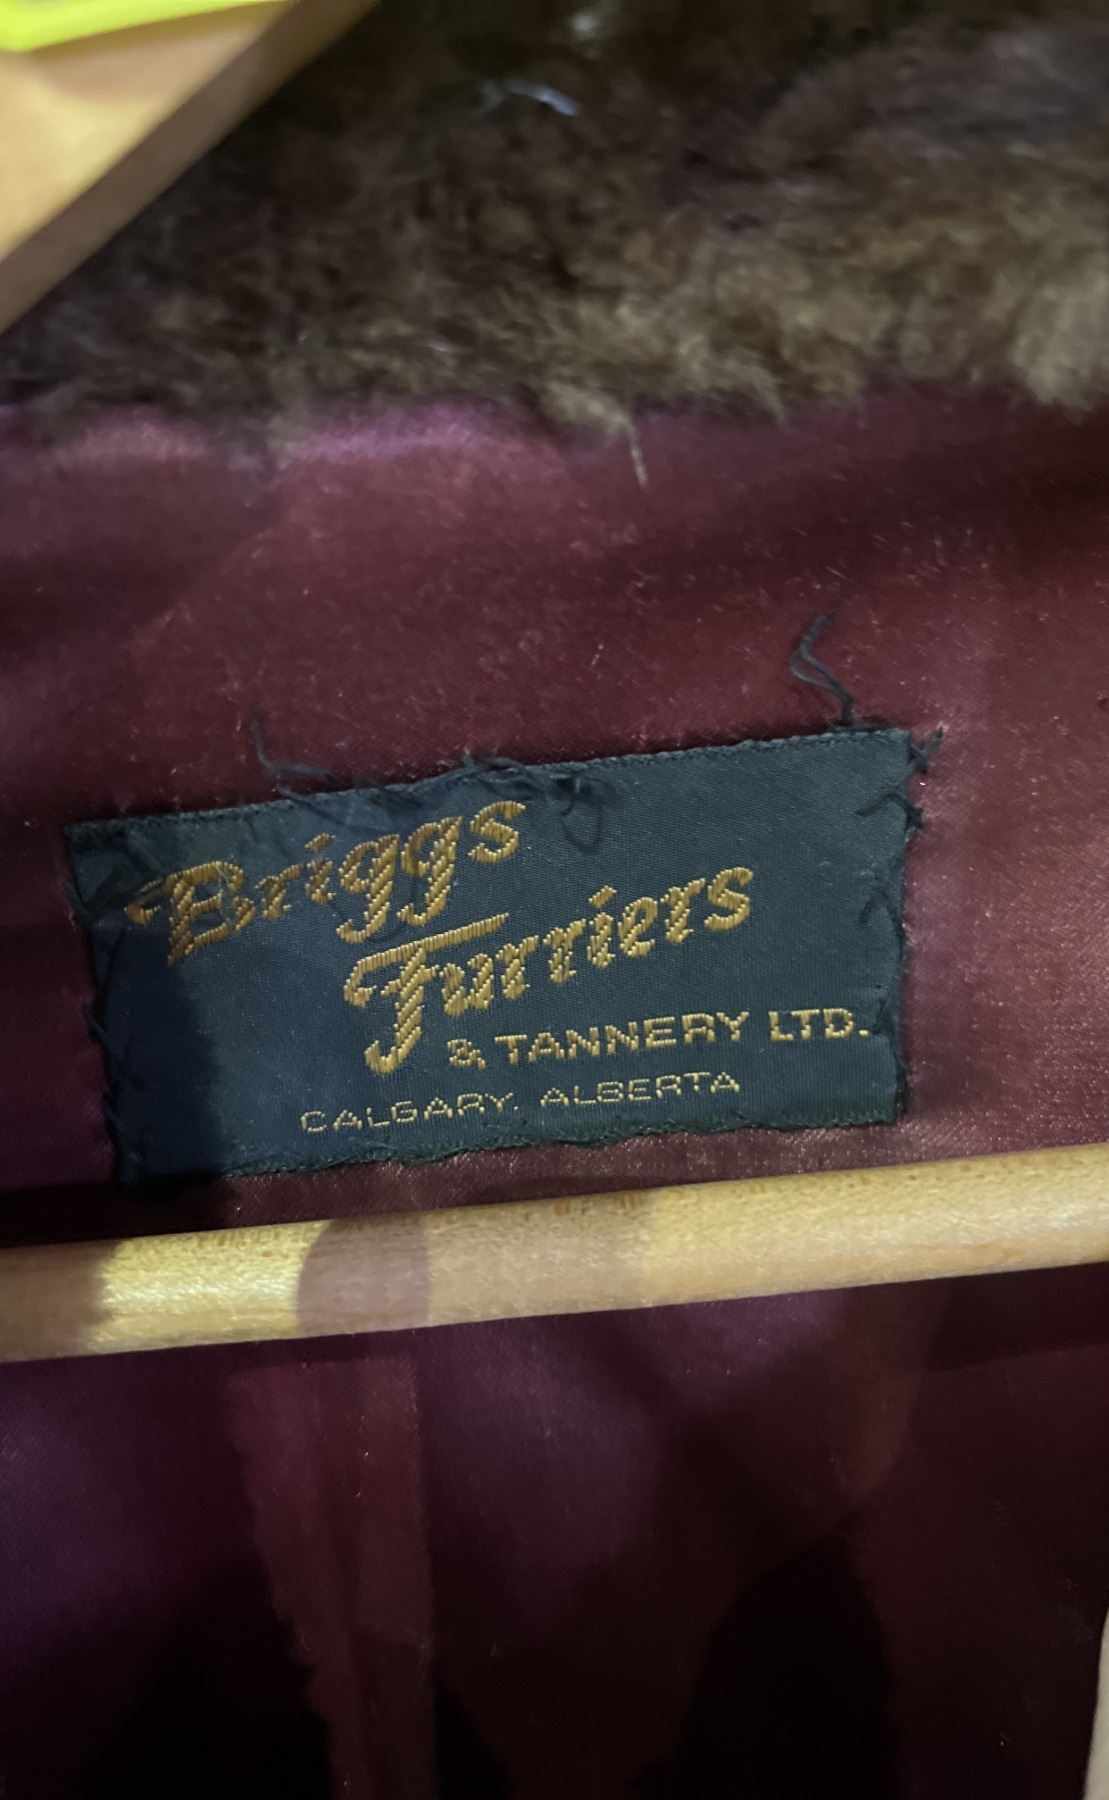 Briggs
Furriers
& TANNERY LTD.
CALGARY, ALBERTA